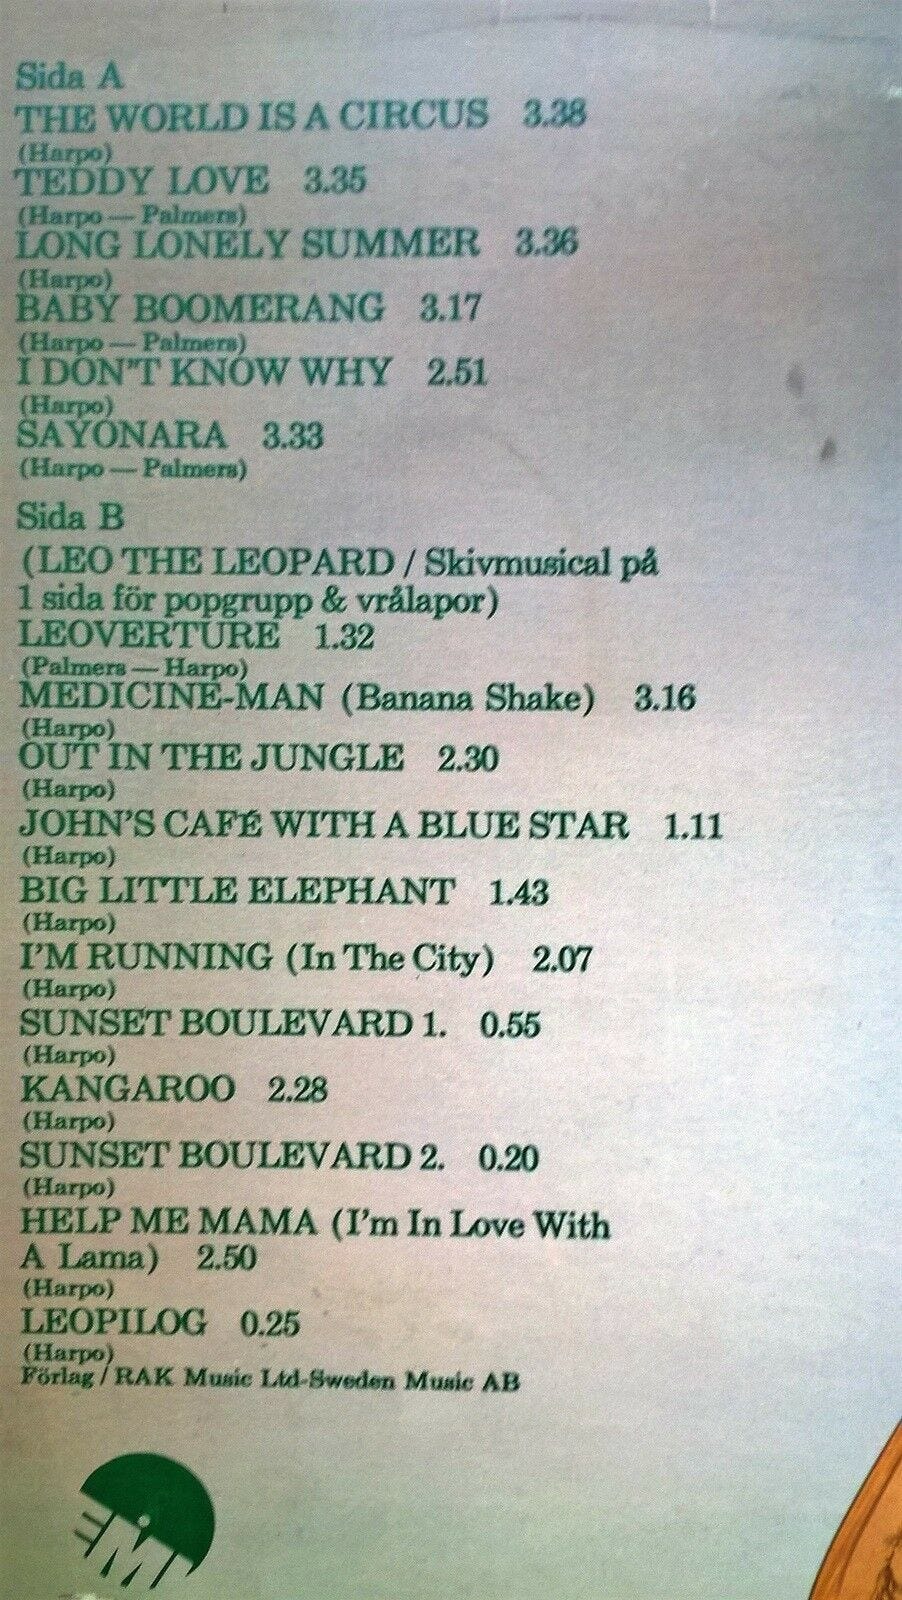 Sida A
THE WORLD IS A CIRCUS 3.38
(Harpo)
TEDDY LOVE 3.35
(Harpo — Palmers)
LONG LONELY SUMMER 3.36
(Harpo)
BABY BOOMERANG 3.17
(Harpo — Palmers)
I DON'T KNOW WHY 2.51
(Harpo)
SAYONARA 3.33
(Harpo — Palmers)
Sida B
(LEO THE LEOPARD / Skivmusical på
1 sida för popgrupp & vrålapor)
LEOVERTURE 1.32
(Palmers — Harpo)
MEDICINE-MAN (Banana Shake) 3.16
(Harpo)
OUT IN THE JUNGLE 2.30
(Harpo)
JOHN'S CAFÉ WITH A BLUE STAR 1.11
(Harpo)
BIG LITTLE ELEPHANT 1.43
(Harpo)
I'M RUNNING (In The City) 2.07
(Harpo)
SUNSET BOULEVARD 1. 0.55
(Harpo)
KANGAROO 2.28
(Harpo)
SUNSET BOULEVARD 2. 0.20
(Harpo)
HELP ME MAMA (I'm In Love With
A Lama) 2.50
(Harpo)
LEOPILOG 0.25
(Harpo)
Förlag / RAK Music Ltd-Sweden Music AB
EMI